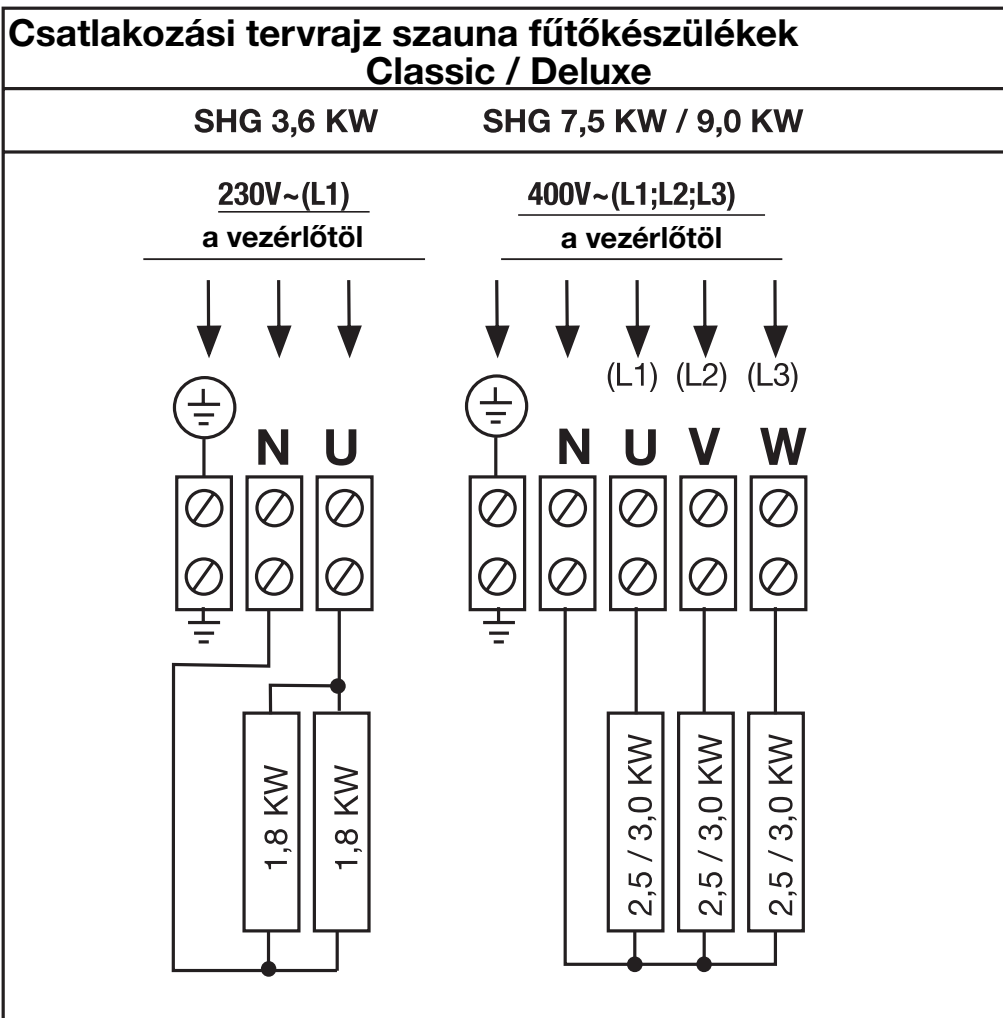 Csatlakozási tervrajz szauna fűtőkészülékek
Classic / Deluxe
SHG 3,6 KW
SHG 7,5 KW / 9,0 KW
230V~(L1)
a vezérlőtöl
400V~(L1;L2;L3)
a vezérlőtöl
(L1) (L2) (L3)
N U
N U V W
1,8 KW
1,8 KW
2,5 / 3,0 KW
2,5 / 3,0 KW
2,5 / 3,0 KW